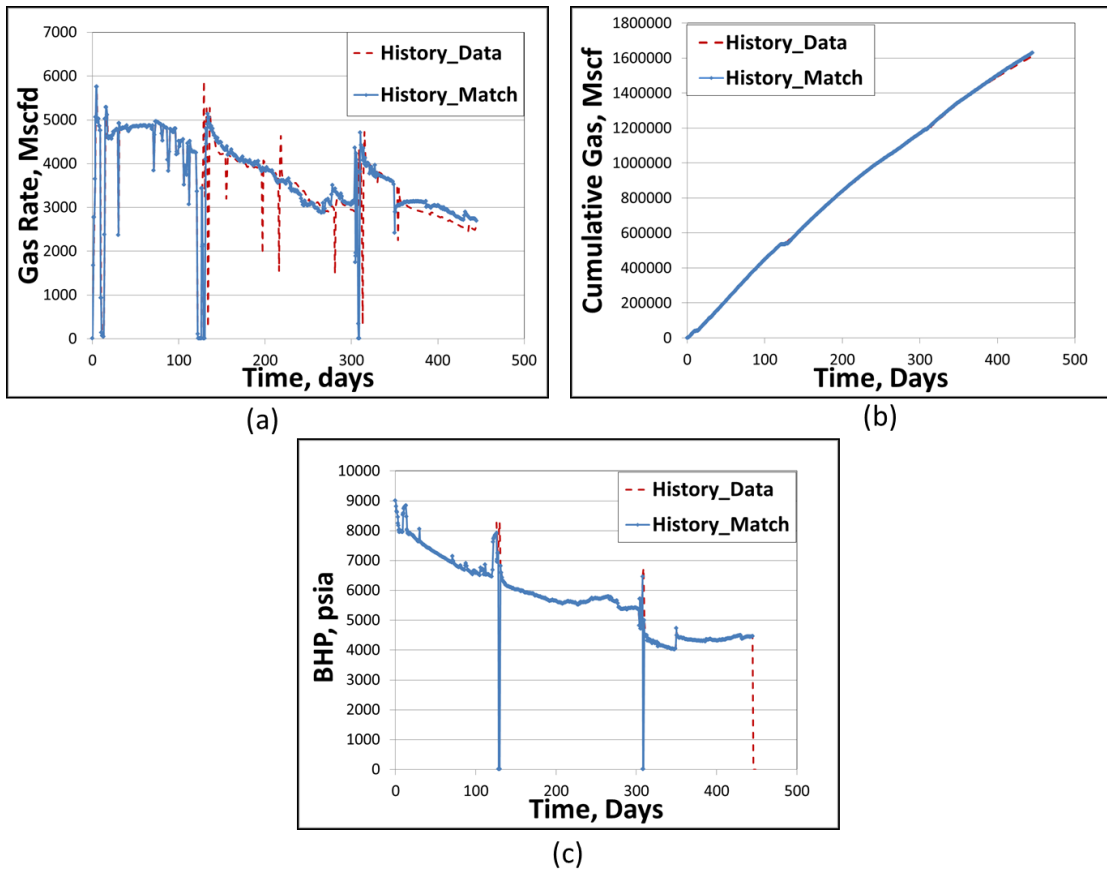 7000
6000
5000
4000
3000
2000
1000
0
Gas Rate, Mscfd
History_Data
History_Match
0 100 200 300 400 500
Time, days
(a)
1800000
1600000
1400000
1200000
1000000
800000
600000
400000
200000
0
Cumulative Gas, Mscf
History_Data
History_Match
0 100 200 300 400 500
Time, Days
(b)
10000
9000
8000
7000
6000
5000
4000
3000
2000
1000
0
BHP, psia
History_Data
History_Match
0 100 200 300 400 500
Time, Days
(c)